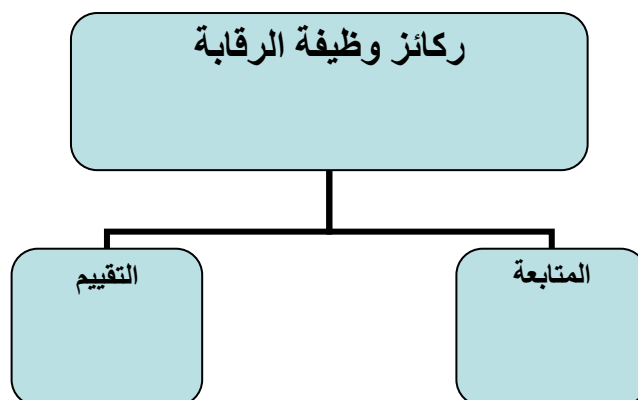 ركائز وظيفة الرقابة
المتابعة
التقييم